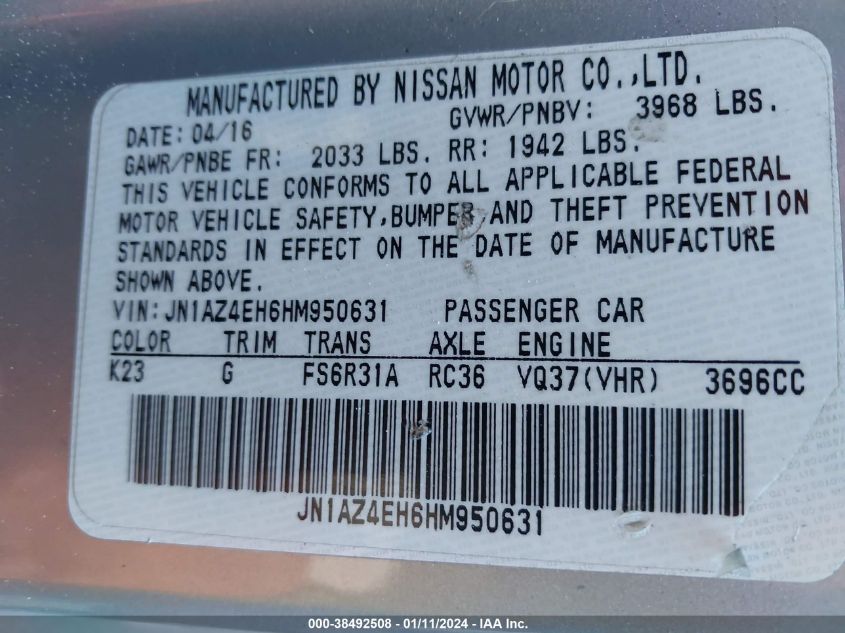 MANUFACTURED BY NISSAN MOTOR CO.,LTD.
DATE: 04/16 GVWR/PNBV: 3968 LBS.
GAWR/PNBE FR: 2033 LBS. RR: 1942 LBS.
THIS VEHICLE CONFORMS TO ALL APPLICABLE FEDERAL
MOTOR VEHICLE SAFETY,BUMPER AND THEFT PREVENTION
STANDARDS IN EFFECT ON THE DATE OF MANUFACTURE
SHOWN ABOVE.
VIN: JN1AZ4EH6HM950631 PASSENGER CAR
COLOR TRIM TRANS AXLE ENGINE
K23 G FS6R31A RC36 VQ37(VHR) 3696CC
JN1AZ4EH6HM950631
000-38492508 - 01/11/2024 - IAA Inc.